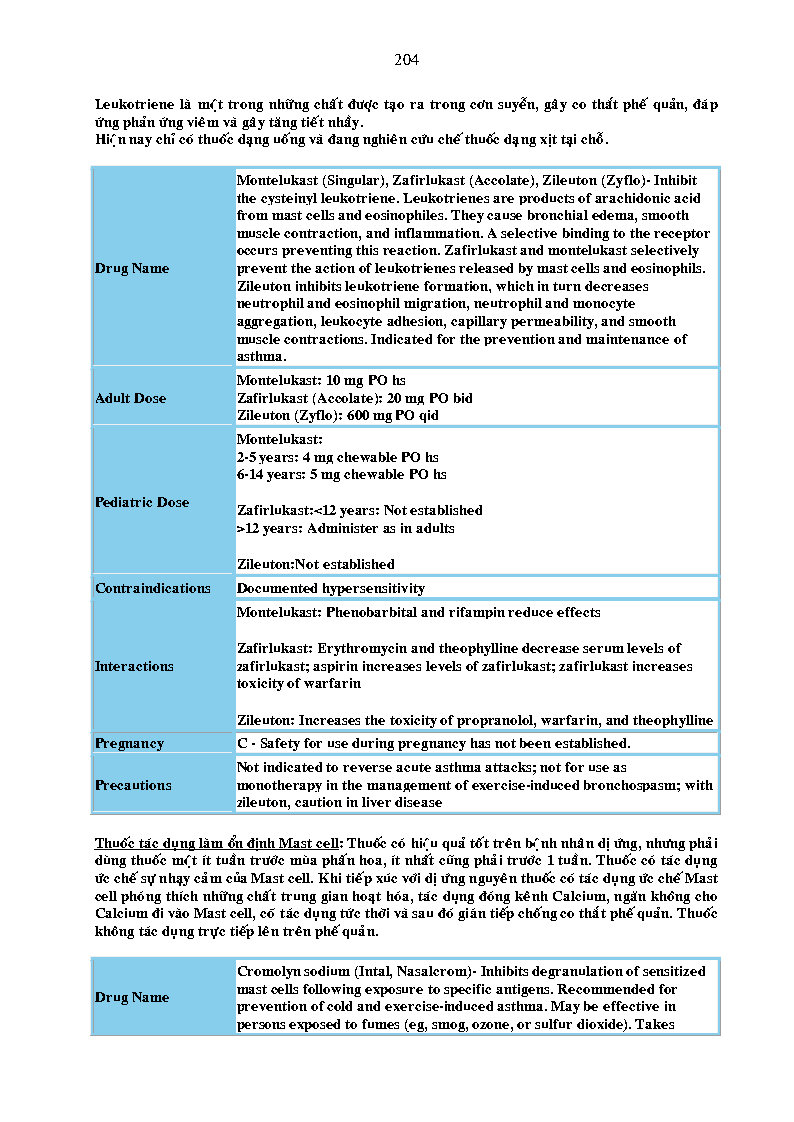 204
Leukotriene là một trong những chất được tạo ra trong cơn suyễn, gây co thắt phế quản, đáp
ứng phản ứng viêm và gây tăng tiết nhầy.
Hiện nay chỉ có thuốc dạng uống và đang nghiên cứu chế thuốc dạng xịt tại chỗ.
Montelukast (Singular), Zafirlukast (Accolate), Zileuton (Zyflo)- Inhibit
the cysteinyl leukotriene. Leukotrienes are products of arachidonic acid
from mast cells and eosinophiles. They cause bronchial edema, smooth
muscle contraction, and inflammation. A selective binding to the receptor
occurs preventing this reaction. Zafirlukast and montelukast selectively
Drug Name
prevent the action of leukotrienes released by mast cells and eosinophils.
Zileuton inhibits leukotriene formation, which in turn decreases
neutrophil and eosinophil migration, neutrophil and monocyte
aggregation, leukocyte adhesion, capillary permeability, and smooth
muscle contractions. Indicated for the prevention and maintenance of
asthma.
Adult Dose
Montelukast: 10 mg PO hs
Zafirlukast (Accolate): 20 mg PO bid
Zileuton (Zyflo): 600 mg PO qid
Pediatric Dose
Montelukast:
2-5 years: 4 mg chewable PO hs
6-14 years: 5 mg chewable PO hs
Zafirlukast:<12 years: Not established
>12 years: Administer as in adults
Zileuton:Not established
Contraindications
Documented hypersensitivity
Interactions
Montelukast: Phenobarbital and rifampin reduce effects
Zafirlukast: Erythromycin and theophylline decrease serum levels of
zafirlukast; aspirin increases levels of zafirlukast; zafirlukast increases
toxicity of warfarin
Zileuton: Increases the toxicity of propranolol, warfarin, and theophylline
Pregnancy
C - Safety for use during pregnancy has not been established.
Precautions
Not indicated to reverse acute asthma attacks; not for use as
monotherapy in the management of exercise-induced bronchospasm; with
zileuton, caution in liver disease
Thuốc tác dụng làm ổn định Mast cell: Thuốc có hiệu quả tốt trên bệnh nhân dị ứng, nhưng phải
dùng thuốc một ít tuần trước mùa phấn hoa, ít nhất cũng phải trước 1 tuần. Thuốc có tác dụng
ức chế sự nhạy cảm của Mast cell. Khi tiếp xúc với dị ứng nguyên thuốc có tác dụng ức chế Mast
cell phóng thích những chất trung gian hoạt hóa, tác dụng đóng kênh Calcium, ngăn không cho
Calcium đi vào Mast cell, có tác dụng tức thời và sau đó gián tiếp chống co thắt phế quản. Thuốc
không tác dụng trực tiếp lên trên phế quản.
Drug Name
Cromolyn sodium (Intal, Nasalcrom)- Inhibits degranulation of sensitized
mast cells following exposure to specific antigens. Recommended for
prevention of cold and exercise-induced asthma. May be effective in
persons exposed to fumes (eg, smog, ozone, or sulfur dioxide). Takes